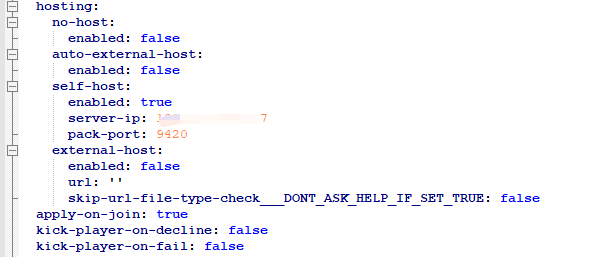 hosting:
no-host:
enabled: false
auto-external-host:
enabled: false
self-host:
enabled: true
server-ip: 7
pack-port: 9420
external-host:
enabled: false
url: ''
skip-url-file-type-check___DONT_ASK_HELP_IF_SET_TRUE: false
apply-on-join: true
kick-player-on-decline: false
kick-player-on-fail: false